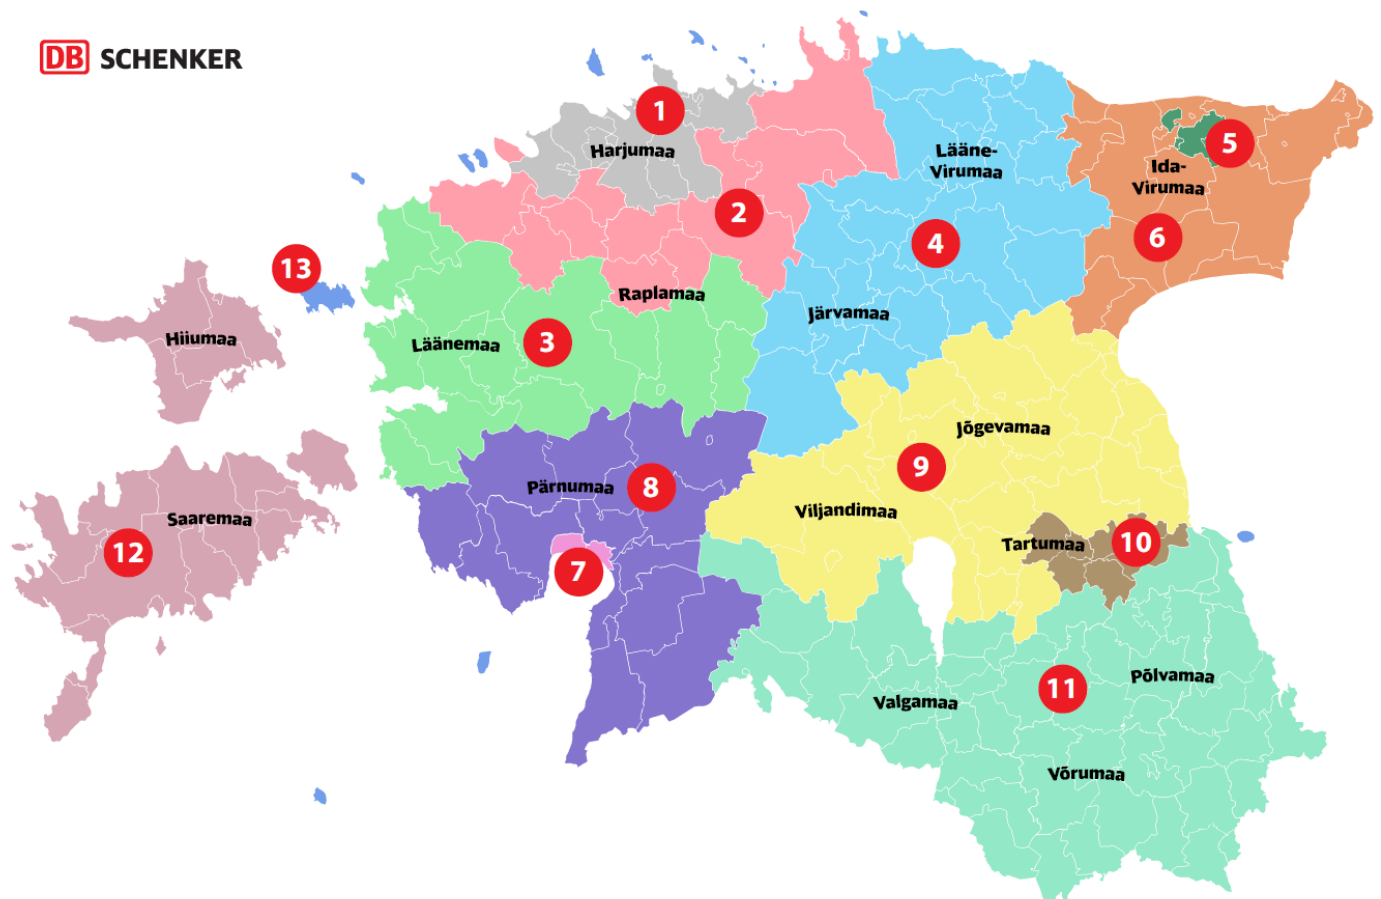 DB SCHENKER
1
Harjumaa
Lääne-
Virumaa
5
Ida-
Virumaa
2
4
6
13
Raplamaa
Järvamaa
Hiiumaa
Läänemaa
3
Jõgevamaa
9
Pärnumaa
8
Viljandimaa
Saaremaa
12
Tartumaa
10
7
11
Põlvamaa
Valgamaa
Võrumaa